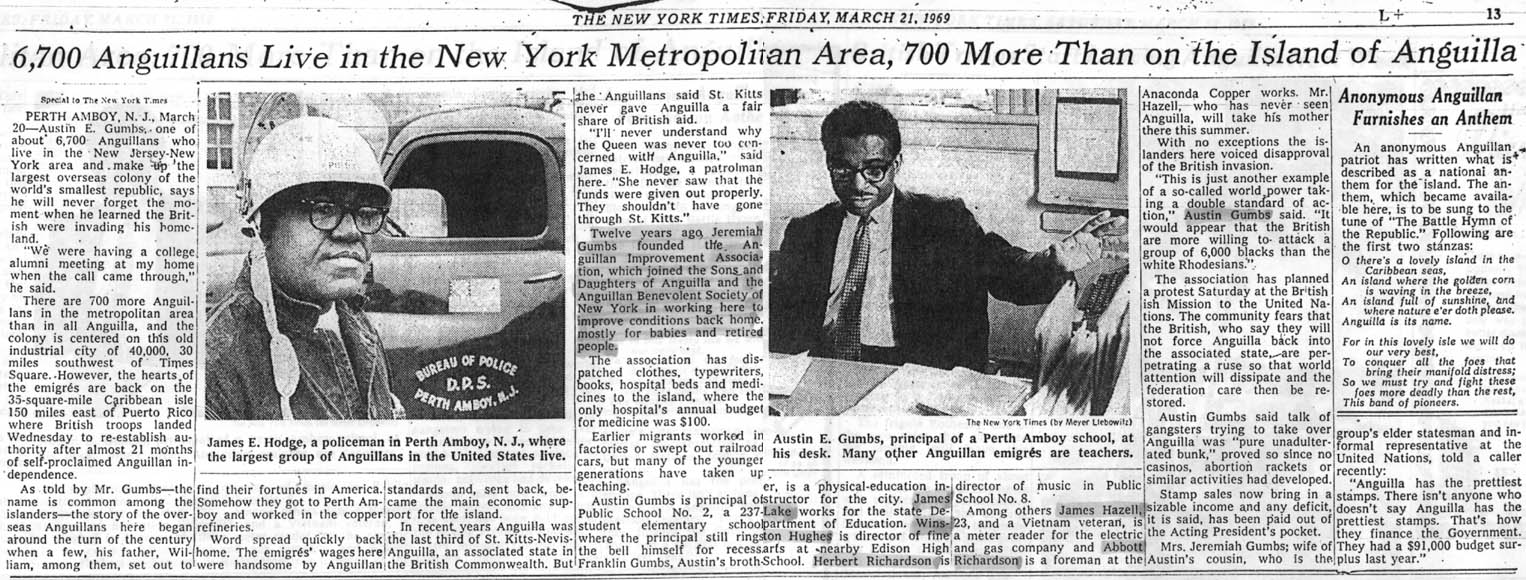 THE NEW YORK TIMES, FRIDAY, MARCH 21, 1969
L+
13
6,700 Anguillans Live in the New York Metropolitian Area, 700 More Than on the Island of Anguilla
Special to The New York Times
PERTH AMBOY, N. J., March
20—Austin E. Gumbs, one of
about 6,700 Anguillans who
live in the New Jersey-New
York area and make up the
largest overseas colony of the
world's smallest republic, says
he will never forget the mo-
ment when he learned the Brit-
ish were invading his home-
land.
"We were having a college
alumni meeting at my home
when the call came through,"
he said.
There are 700 more Anguil-
lans in the metropolitan area
than in all Anguilla, and the
colony is centered on this old
industrial city of 40,000, 30
miles southwest of Times
Square. However, the hearts of
the emigrés are back on the
35-square-mile Caribbean isle
150 miles east of Puerto Rico
where British troops landed
Wednesday to re-establish au-
thority after almost 21 months
of self-proclaimed Anguillan in-
dependence.
As told by Mr. Gumbs—the
name is common among the
islanders—the story of the over-
seas Anguillans here began
around the turn of the century
when a few, his father, Wil-
liam, among them, set out to
BUREAU OF POLICE
D.P.S.
PERTH AMBOY, N.J.
James E. Hodge, a policeman in Perth Amboy, N. J., where
the largest group of Anguillans in the United States live.
find their fortunes in America.
Somehow they got to Perth Am-
boy and worked in the copper
refineries.
Word spread quickly back
home. The emigrés' wages here
were handsome by Anguillan
standards and, sent back, be-
came the main economic sup-
port for the island.
In recent years Anguilla was
the last third of St. Kitts-Nevis-
Anguilla, an associated state in
the British Commonwealth. But
the Anguillans said St. Kitts
never gave Anguilla a fair
share of British aid.
"I'll never understand why
the Queen was never too con-
cerned with Anguilla," said
James E. Hodge, a patrolman
here. "She never saw that the
funds were given out properly.
They shouldn't have gone
through St. Kitts."
Twelve years ago Jeremiah
Gumbs founded the An-
guillan Improvement Associa-
tion, which joined the Sons and
Daughters of Anguilla and the
Anguillan Benevolent Society of
New York in working here to
improve conditions back home,
mostly for babies and retired
people.
The association has dis-
patched clothes, typewriters,
books, hospital beds and medi-
cines to the island, where the
only hospital's annual budget
for medicine was $100.
Earlier migrants worked in
factories or swept out railroad
cars, but many of the younger
generations have taken up
teaching.
Austin Gumbs is principal of
Public School No. 2, a 237-
student elementary school
where the principal still rings
the bell himself for recess.
Franklin Gumbs, Austin's broth-
The New York Times (by Meyer Liebowitz)
Austin E. Gumbs, principal of a Perth Amboy school, at
his desk. Many other Anguillan emigrés are teachers.
er, is a physical-education in-
structor for the city. James
Lake works for the state De-
partment of Education. Wins-
ton Hughes is director of fine
arts at nearby Edison High
School. Herbert Richardson is
director of music in Public
School No. 8.
Among others James Hazell,
23, and a Vietnam veteran, is
a meter reader for the electric
and gas company and Abbott
Richardson is a foreman at the
Anaconda Copper works. Mr.
Hazell, who has never seen
Anguilla, will take his mother
there this summer.
With no exceptions the is-
landers here voiced disapproval
of the British invasion.
"This is just another example
of a so-called world power tak-
ing a double standard of ac-
tion," Austin Gumbs said. "It
would appear that the British
are more willing to attack a
group of 6,000 blacks than the
white Rhodesians."
The association has planned
a protest Saturday at the British
ish Mission to the United Na-
tions. The community fears that
the British, who say they will
not force Anguilla back into
the associated state, are per-
petrating a ruse so that world
attention will dissipate and the
federation care then be re-
stored.
Austin Gumbs said talk of
gangsters trying to take over
Anguilla was "pure unadulter-
ated bunk," proved so since no
casinos, abortion rackets or
similar activities had developed.
Stamp sales now bring in a
sizable income and any deficit,
it is said, has been paid out of
the Acting President's pocket.
Mrs. Jeremiah Gumbs; wife of
Austin's cousin, who is the
Anonymous Anguillan
Furnishes an Anthem
An anonymous Anguillan
patriot has written what is
described as a national an-
them for the island. The an-
them, which became availa-
ble here, is to be sung to the
tune of "The Battle Hymn of
the Republic." Following are
the first two stanzas:
O there's a lovely island in the
Caribbean seas,
An island where the golden corn
is waving in the breeze,
An island full of sunshine, and
where nature e'er doth please.
Anguilla is its name.
For in this lovely isle we will do
our very best,
To conquer all the foes that
bring their manifold distress;
So we must try and fight these
foes more deadly than the rest,
This band of pioneers.
group's elder statesman and in-
formal representative at the
United Nations, told a caller
recently:
"Anguilla has the prettiest
stamps. There isn't anyone who
doesn't say Anguilla has the
prettiest stamps. That's how
they finance the Government.
They had a $91,000 budget sur-
plus last year."